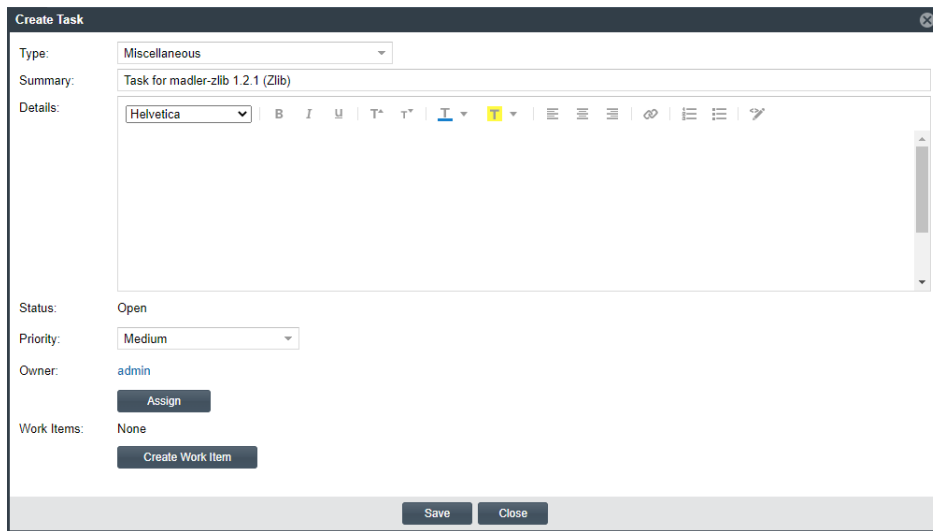 Create Task
Type: Miscellaneous
Summary: Task for madler-zlib 1.2.1 (Zlib)
Details:
Helvetica B I U T T T T
Status: Open
Priority: Medium
Owner: admin
Assign
Work Items: None
Create Work Item
Save Close